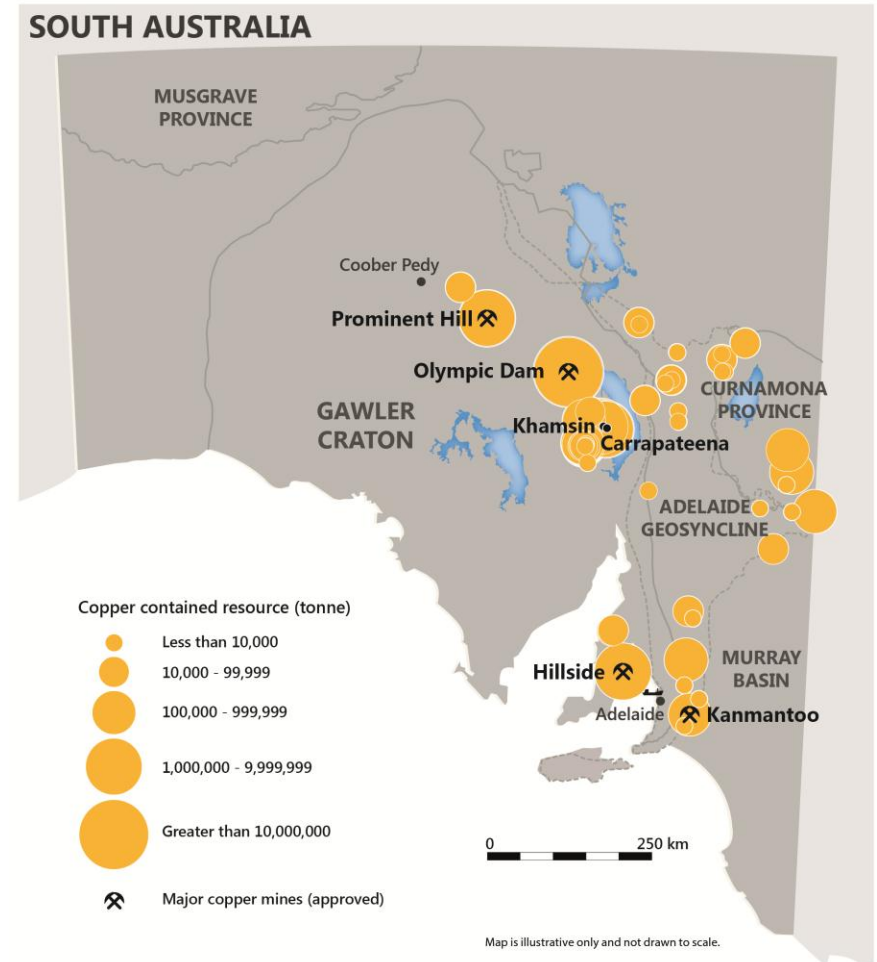 SOUTH AUSTRALIA
MUSGRAVE
PROVINCE
Coober Pedy
Prominent Hill
Olympic Dam
CURNAMONA
PROVINCE
GAWLER
CRATON
Khamsin
Carrapateena
ADELAIDE
GEOSYNCLINE
Copper contained resource (tonne)
Less than 10,000
10,000 - 99,999
100,000 - 999,999
1,000,000 - 9,999,999
Greater than 10,000,000
Major copper mines (approved)
Hillside
MURRAY
BASIN
Adelaide
Kanmantoo
0
250 km
Map is illustrative only and not drawn to scale.